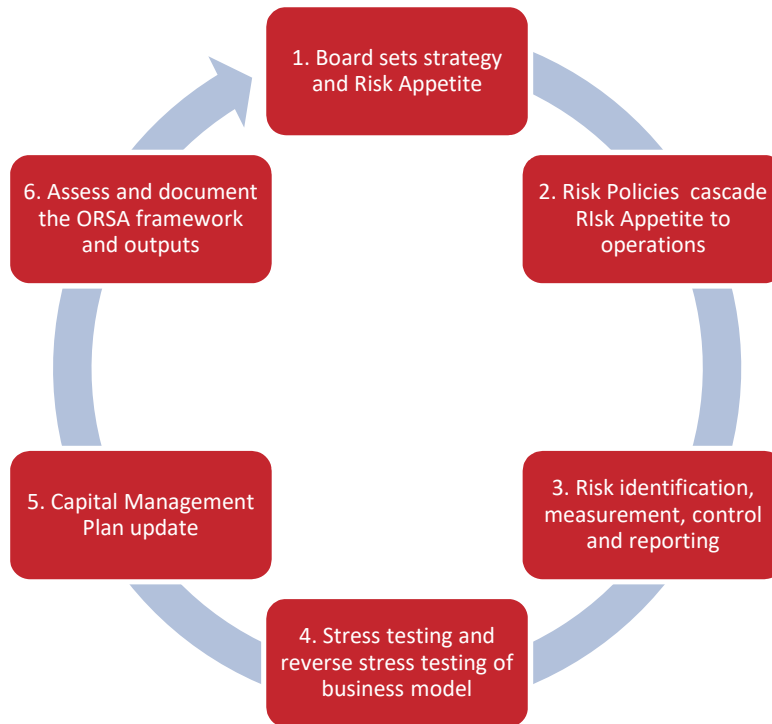 1. Board sets strategy
and Risk Appetite
2. Risk Policies  cascade
RIsk Appetite to
operations
3. Risk identification,
measurement, control
and reporting
4. Stress testing and
reverse stress testing of
business model
5. Capital Management
Plan update
6. Assess and document
the ORSA framework
and outputs